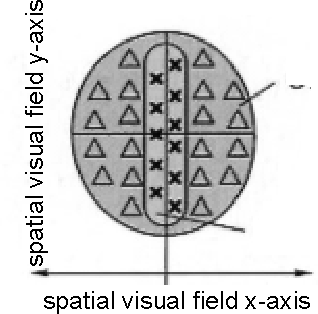 spatial visual field y-axis
spatial visual field x-axis